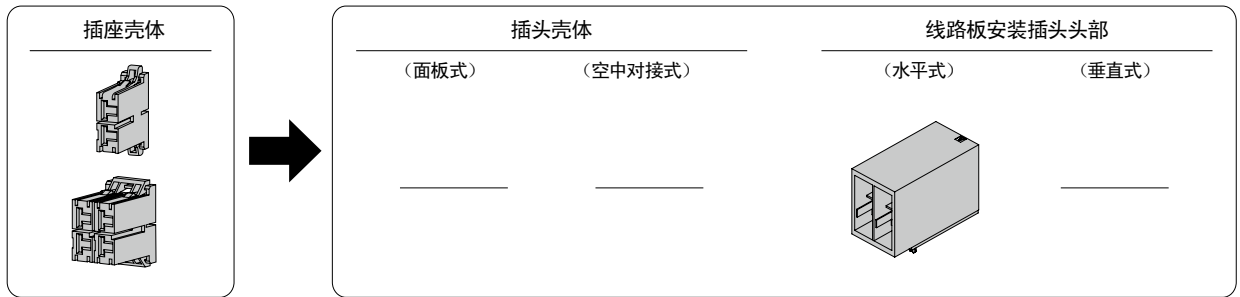 插座壳体
插头壳体
线路板安装插头头部
（面板式）
（空中对接式）
（水平式）
（垂直式）